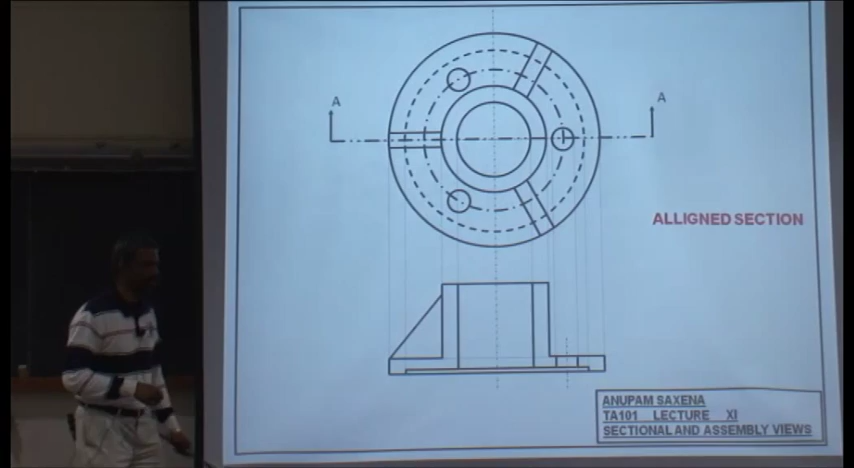 A
A
ALLIGNED SECTION
ANUPAM SAXENA
TA101 LECTURE XI
SECTIONAL AND ASSEMBLY VIEWS